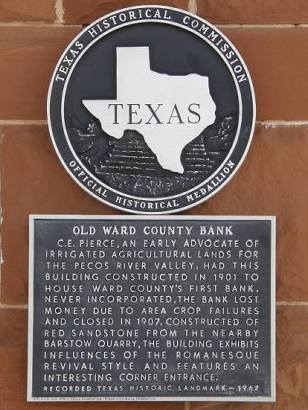 TEXAS HISTORICAL COMMISSION
TEXAS
OFFICIAL HISTORICAL MEDALLION
OLD WARD COUNTY BANK
C.E. PIERCE, AN EARLY ADVOCATE OF
IRRIGATED AGRICULTURAL LANDS FOR
THE PECOS RIVER VALLEY, HAD THIS
BUILDING CONSTRUCTED IN 1901 TO
HOUSE WARD COUNTY'S FIRST BANK.
NEVER INCORPORATED, THE BANK LOST
MONEY DUE TO AREA CROP FAILURES
AND CLOSED IN 1907. CONSTRUCTED OF
RED SANDSTONE FROM THE NEARBY
BARSTOW QUARRY, THE BUILDING EXHIBITS
INFLUENCES OF THE ROMANESQUE
REVIVAL STYLE AND FEATURES AN
INTERESTING CORNER ENTRANCE.
RECORDED TEXAS HISTORIC LANDMARK - 1962